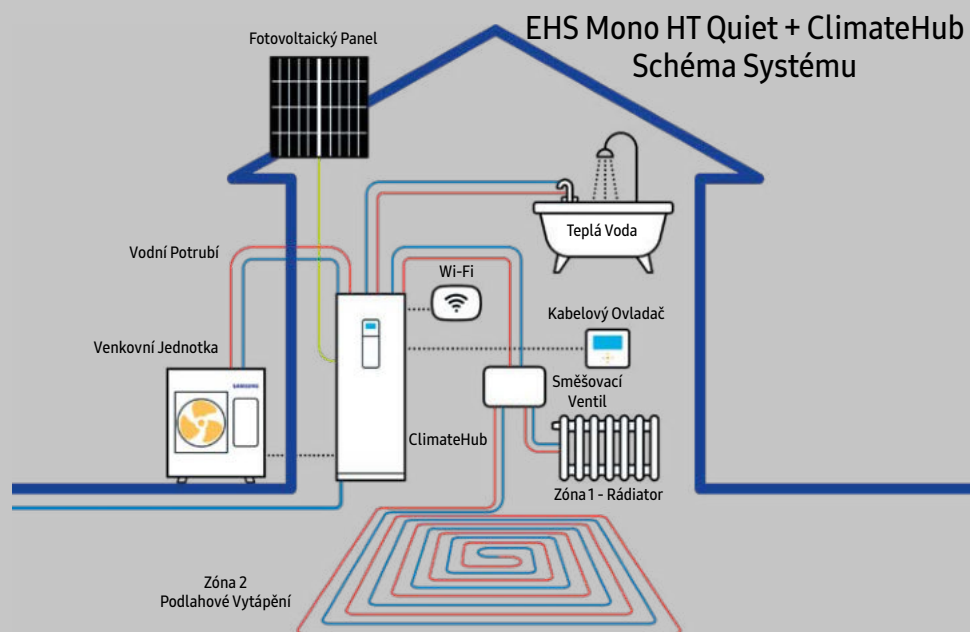 EHS Mono HT Quiet + ClimateHub
Schéma Systému
Fotovoltaický Panel
Teplá Voda
Vodní Potrubí
Wi-Fi
Kabelový Ovladač
Venkovní Jednotka
SAMSUNG
Směšovací
Ventil
ClimateHub
Zóna 1 - Rádiator
Zóna 2
Podlahové Vytápění